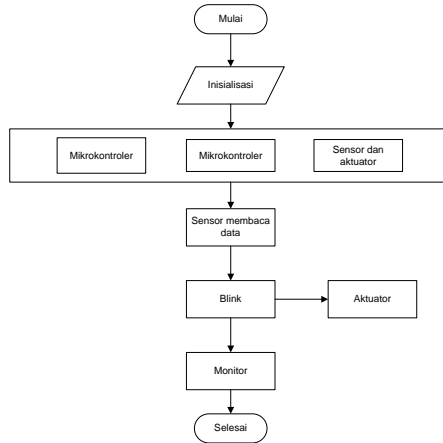 Mulai
Inisialisasi
Mikrokontroler
Mikrokontroler
Sensor dan
aktuator
Sensor membaca
data
Blink
Aktuator
Monitor
Selesai